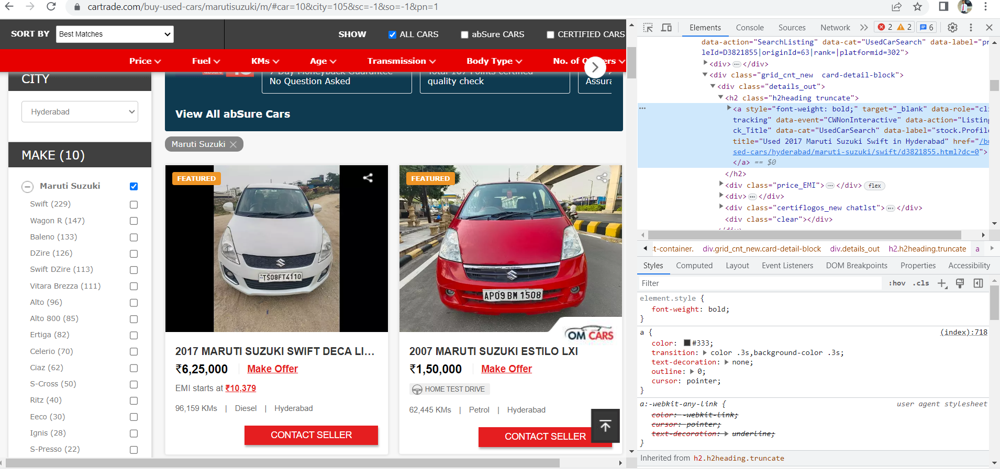 cartrade.com/buy-used-cars/marutisuzuki/m/#car=10&city=105&sc=-1&so=-1&pn=1
SORT BY
Best Matches
SHOW
ALL CARS
abSure CARS
CERTIFIED CARS
Price
Fuel
KMs
Age
Transmission
Body Type
No. of
CITY
Hyderabad
7 Day MoneyBack Guarantee
No Question Asked
Total 167 Points certified
quality check
View All abSure Cars
Maruti Suzuki
MAKE (10)
Maruti Suzuki
Swift (229)
Wagon R (147)
Baleno (133)
DZire (126)
Swift DZire (113)
Vitara Brezza (111)
Alto (96)
Alto 800 (85)
Ertiga (82)
Celerio (70)
Ciaz (62)
S-Cross (50)
Ritz (40)
Eeco (30)
Ignis (28)
S-Presso (22)
FEATURED
TS08FT4110
2017 MARUTI SUZUKI SWIFT DECA LI...
₹6,25,000
Make Offer
EMI starts at ₹10,379
96,159 KMs | Diesel | Hyderabad
CONTACT SELLER
FEATURED
AP09 BM 1508
OM CARS
2007 MARUTI SUZUKI ESTILO LXI
₹1,50,000
Make Offer
HOME TEST DRIVE
62,445 KMs | Petrol | Hyderabad
CONTACT SELLER
Elements
Console
Sources
Network
2
2
6
data-action="SearchListing" data-cat="UsedCarSearch" data-label="pr
leId=D3821855|originId=63|rank=|platformid=302">
<div>…</div>
<div class="grid_cnt_new  card-detail-block">
<div class="details_out">
<h2 class="h2heading truncate">
<a style="font-weight: bold;" target="_blank" data-role="cli
tracking" data-event="CWNonInteractive" data-action="Listing
ck_Title" data-cat="UsedCarSearch" data-label="stock.Profile
title="Used 2017 Maruti Suzuki Swift in Hyderabad" href="/bu
sed-cars/hyderabad/maruti-suzuki/swift/d3821855.html?dc=0">
</a> == $0
</h2>
<div class="price_EMI">…</div> flex
<div>…</div>
<div class="certiflogos_new chatlst">…</div>
<div class="clear"></div>
</div>
t-container.
div.grid_cnt_new.card-detail-block
div.details_out
h2.h2heading.truncate
a
Styles
Computed
Layout
Event Listeners
DOM Breakpoints
Properties
Accessibility
Filter
:hov
.cls
element.style {
font-weight: bold;
}
a {
(index):718
color: #333;
transition: color .3s,background-color .3s;
text-decoration: none;
outline: 0;
cursor: pointer;
}
a:-webkit-any-link {
user agent stylesheet
color: -webkit-link;
cursor: pointer;
text-decoration: underline;
}
Inherited from h2.h2heading.truncate